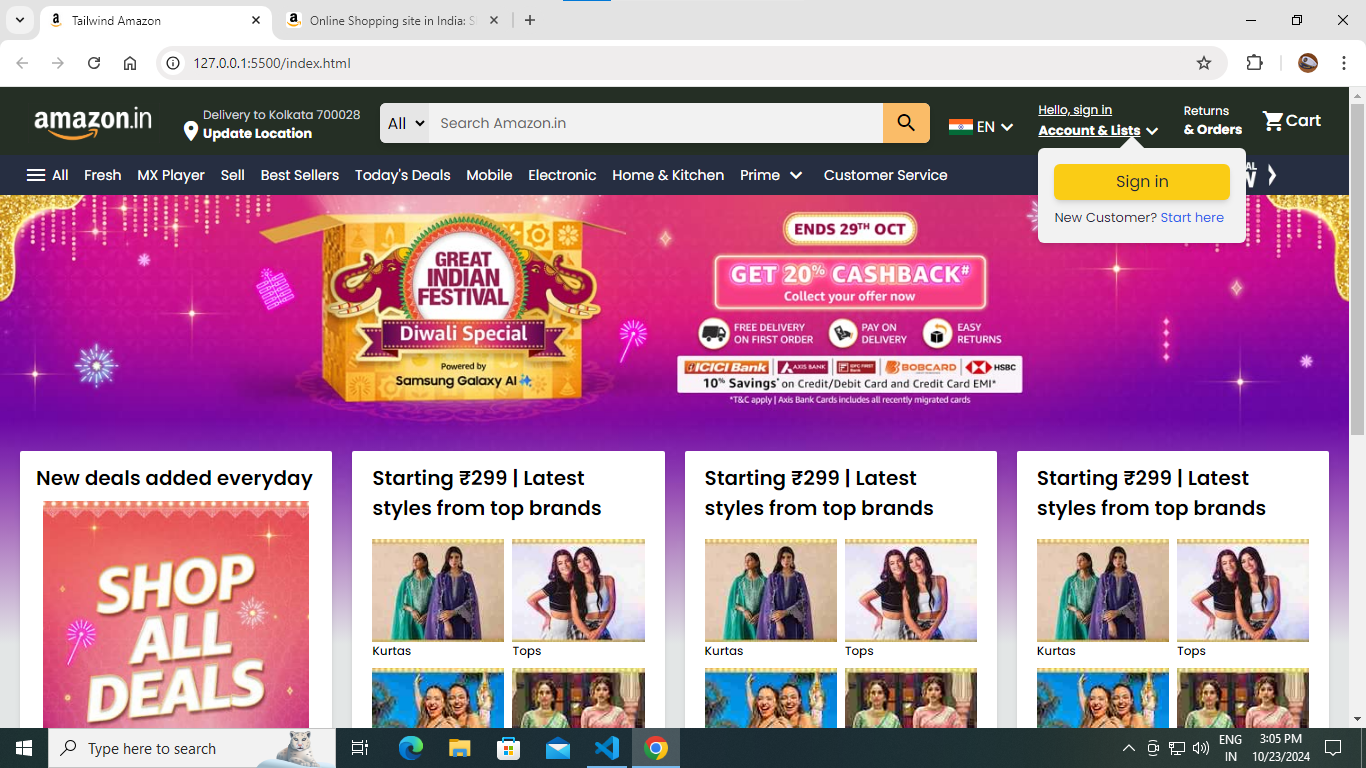 Tailwind Amazon
Online Shopping site in India:
127.0.0.1:5500/index.html
amazon.in
Delivery to Kolkata 700028
Update Location
All
Search Amazon.in
EN
Hello, sign in
Account & Lists
Returns
& Orders
Cart
All Fresh MX Player Sell Best Sellers Today's Deals Mobile Electronic Home & Kitchen Prime Customer Service
Sign in
New Customer? Start here
GREAT
INDIAN
FESTIVAL
Diwali Special
Powered by
Samsung Galaxy AI
ENDS 29TH OCT
GET 20% CASHBACK#
Collect your offer now
FREE DELIVERY
ON FIRST ORDER
PAY ON
DELIVERY
EASY
RETURNS
ICICI Bank AXIS BANK IDFC FIRST Bank BOBCARD HSBC
10% Savings* on Credit/Debit Card and Credit Card EMI*
*T&C apply | Axis Bank Cards includes all recently migrated cards
New deals added everyday
SHOP
ALL
DEALS
Starting ₹299 | Latest
styles from top brands
Kurtas
Tops
Starting ₹299 | Latest
styles from top brands
Kurtas
Tops
Starting ₹299 | Latest
styles from top brands
Kurtas
Tops
Type here to search
ENG
IN
3:05 PM
10/23/2024